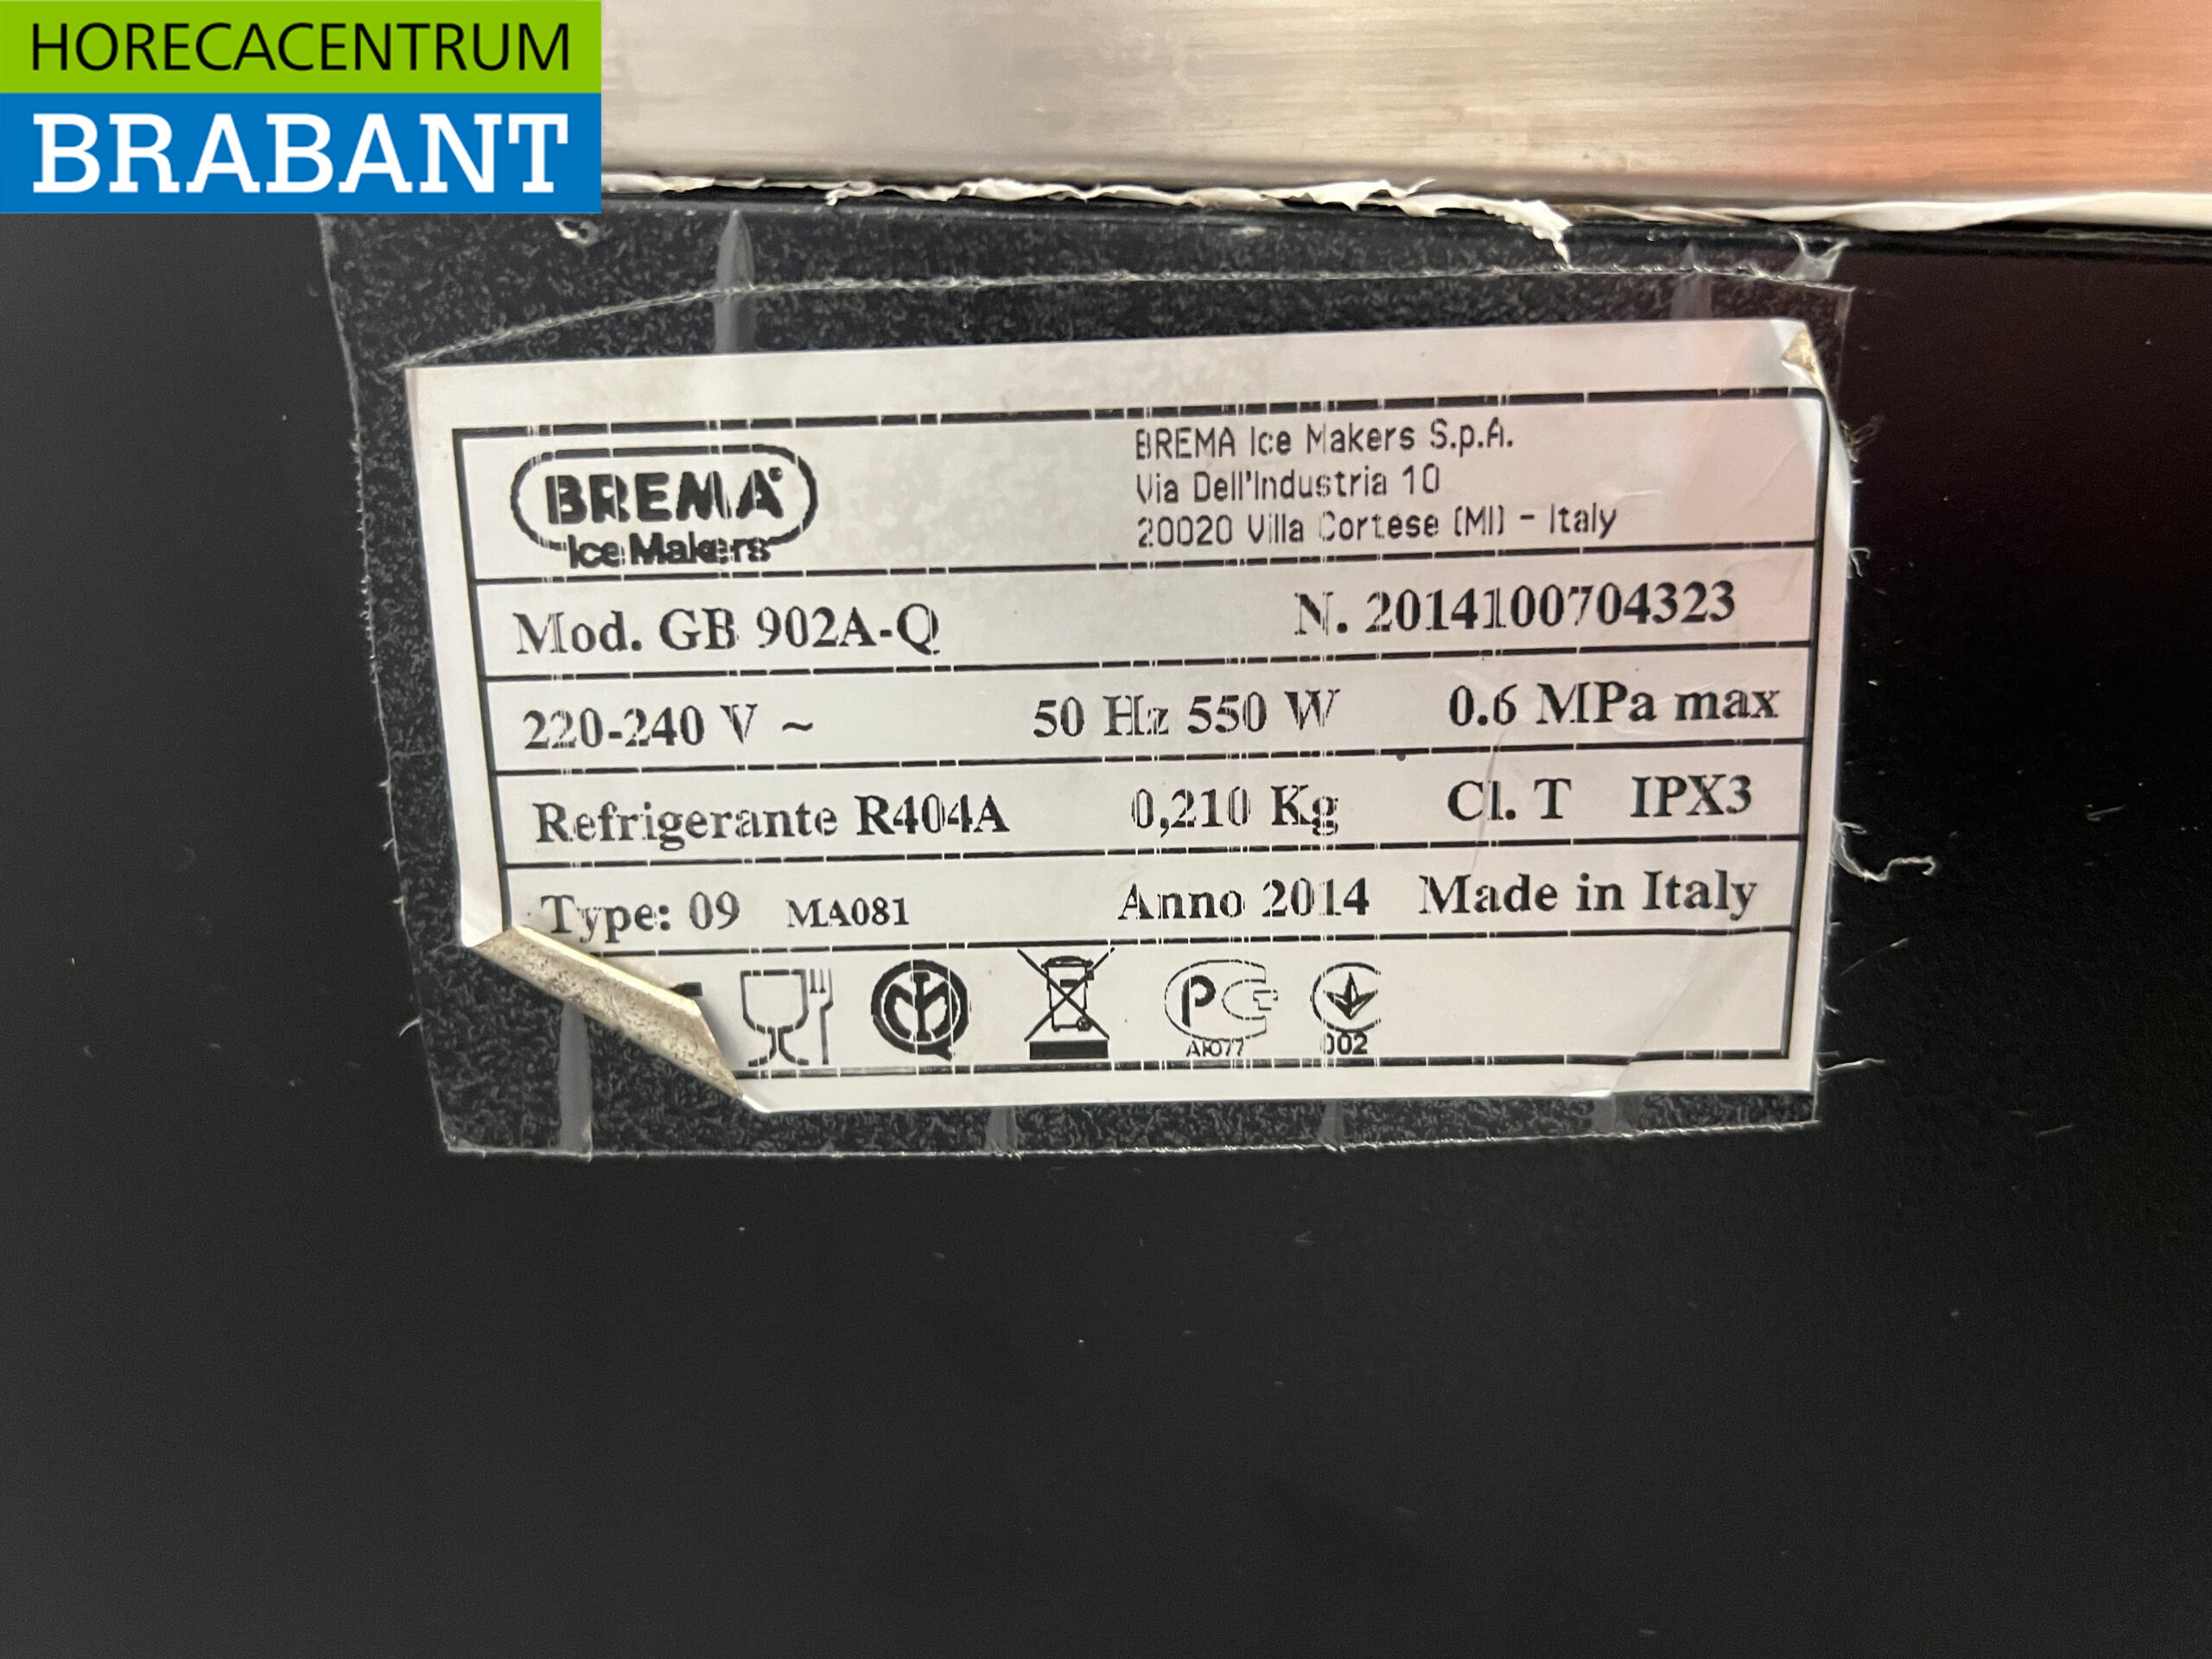 HORECACENTRUM
BRABANT
BREMA
Ice Makers
BREMA Ice Makers S.p.A.
Via Dell'Industria 10
20020 Villa Cortese (MI) - Italy
Mod. GB 902A-Q N. 2014100704323
220-240 V ~ 50 Hz 550 W 0.6 MPa max
Refrigerante R404A 0,210 Kg Cl. T IPX3
Type: 09 MA081 Anno 2014 Made in Italy
002